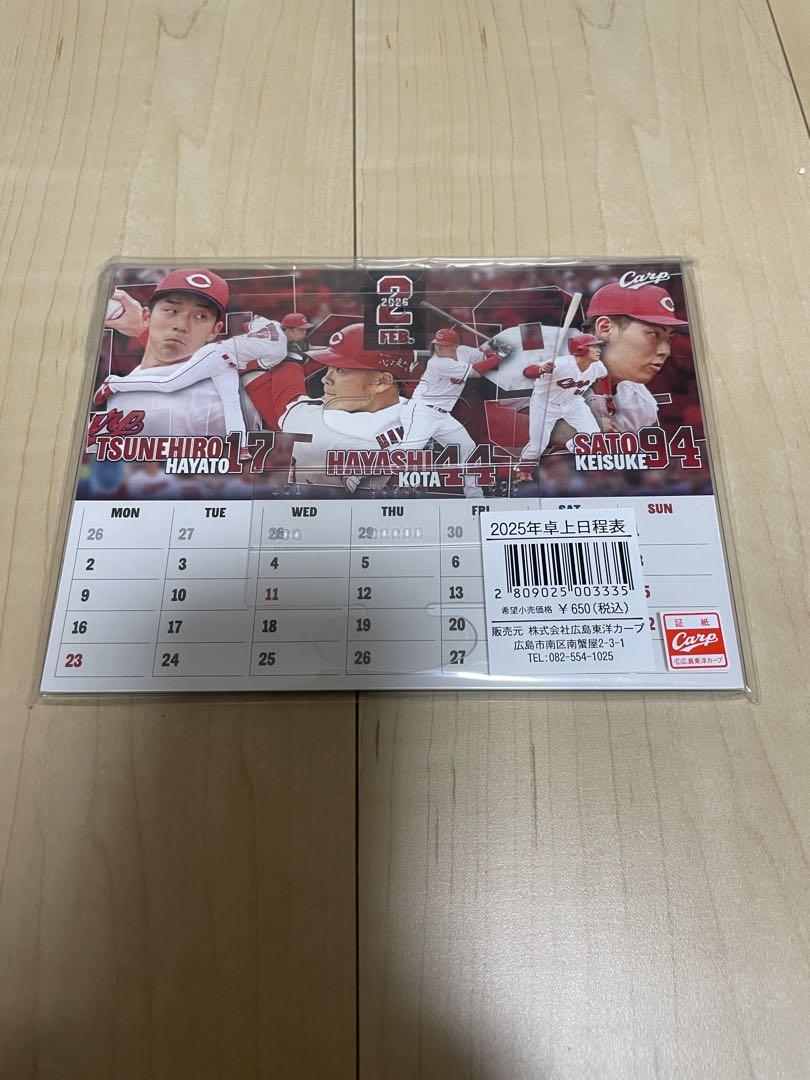 2
2026
FEB.
Carp
TSUNEHIRO 17
HAYATO
HAYASHI 44
KOTA
SATO 94
KEISUKE
MON TUE WED THU FRI SAT SUN
26 27 28 29 30
2 3 4 5 6
9 10 11 12 13
16 17 18 19 20
23 24 25 26 27
2025年卓上日程表
2 809025 003335
希望小売価格 ¥650(税込)
販売元 株式会社広島東洋カープ
広島市南区南蟹屋2-3-1
TEL:082-554-1025
証紙
Carp
©広島東洋カープ